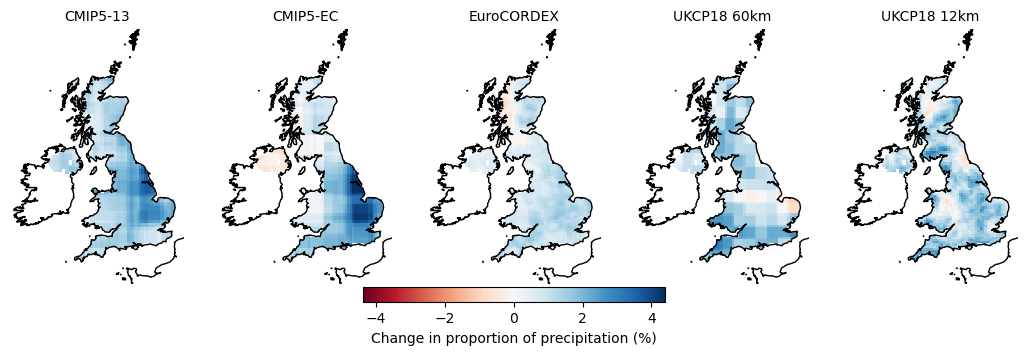 CMIP5-13 CMIP5-EC EuroCORDEX UKCP18 60km UKCP18 12km
−4 −2 0 2 4
Change in proportion of precipitation (%)